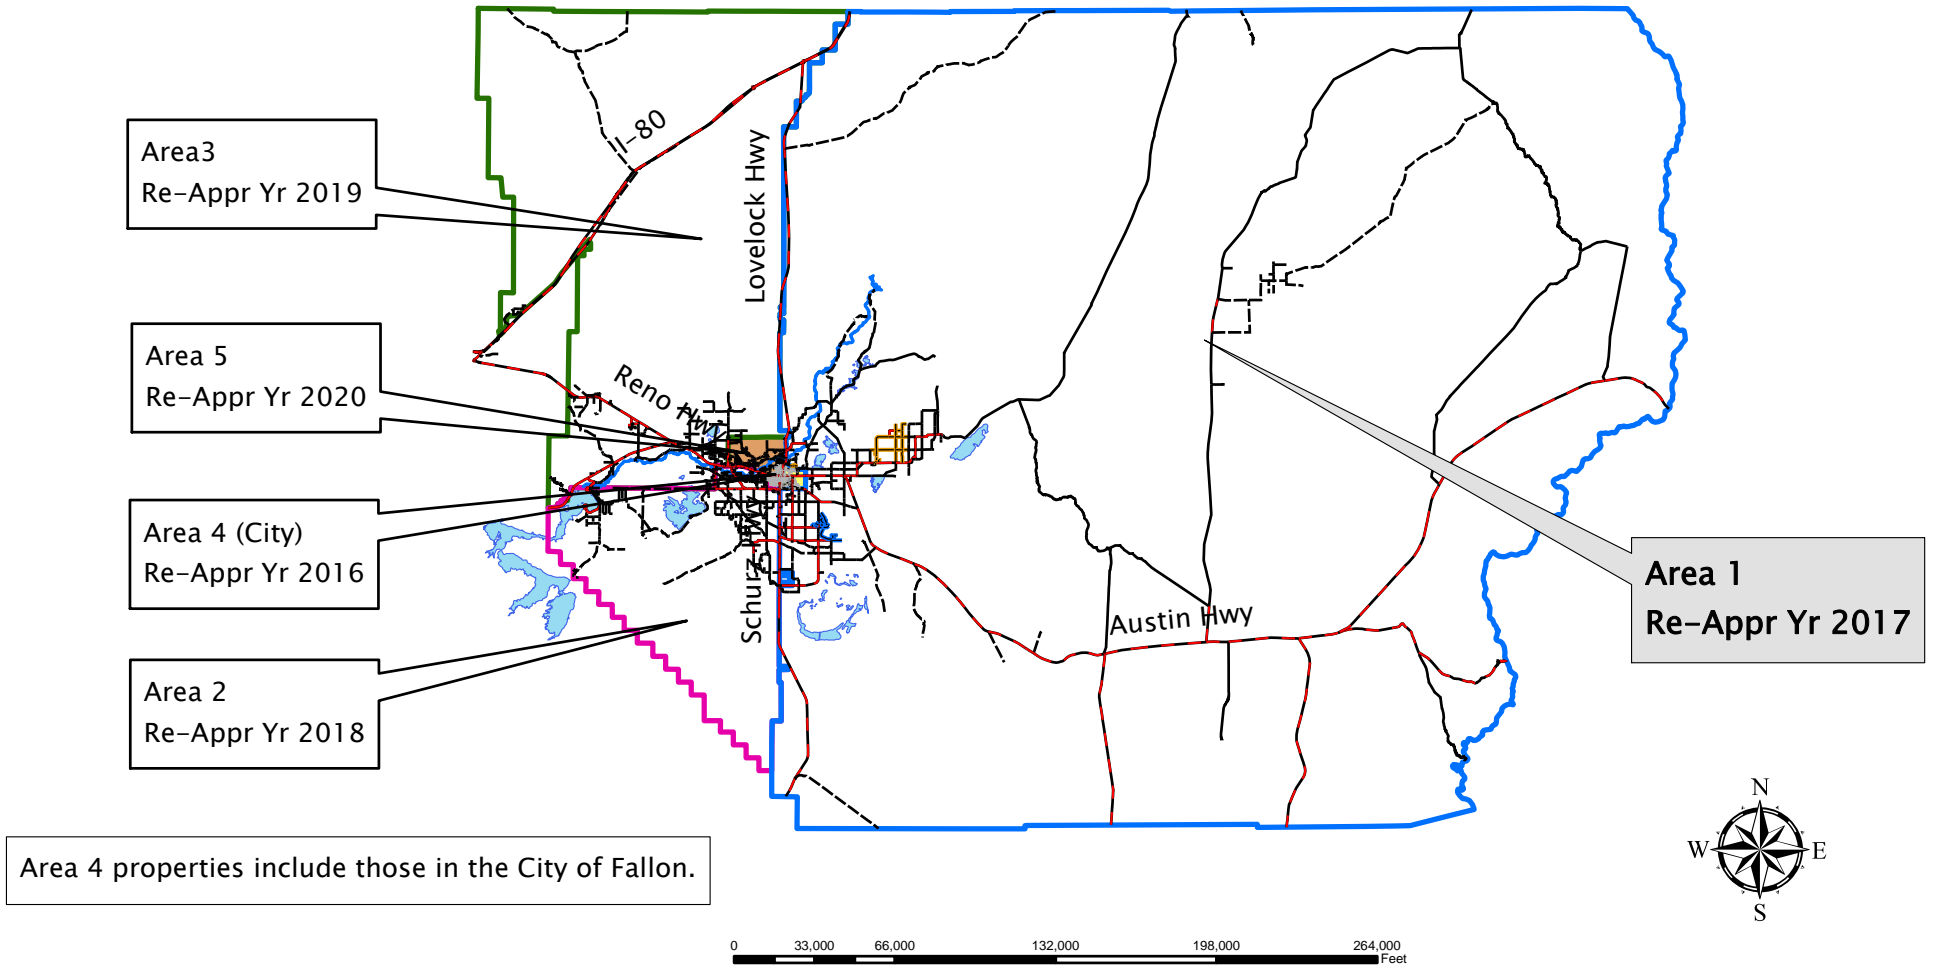 Area3
Re-Appr Yr 2019
I-80
Lovelock Hwy
Area 5
Re-Appr Yr 2020
Reno Hwy
Area 4 (City)
Re-Appr Yr 2016
Schurz Hwy
Area 1
Re-Appr Yr 2017
Austin Hwy
Area 2
Re-Appr Yr 2018
Area 4 properties include those in the City of Fallon.
N
W E
S
0 33,000 66,000 132,000 198,000 264,000
Feet